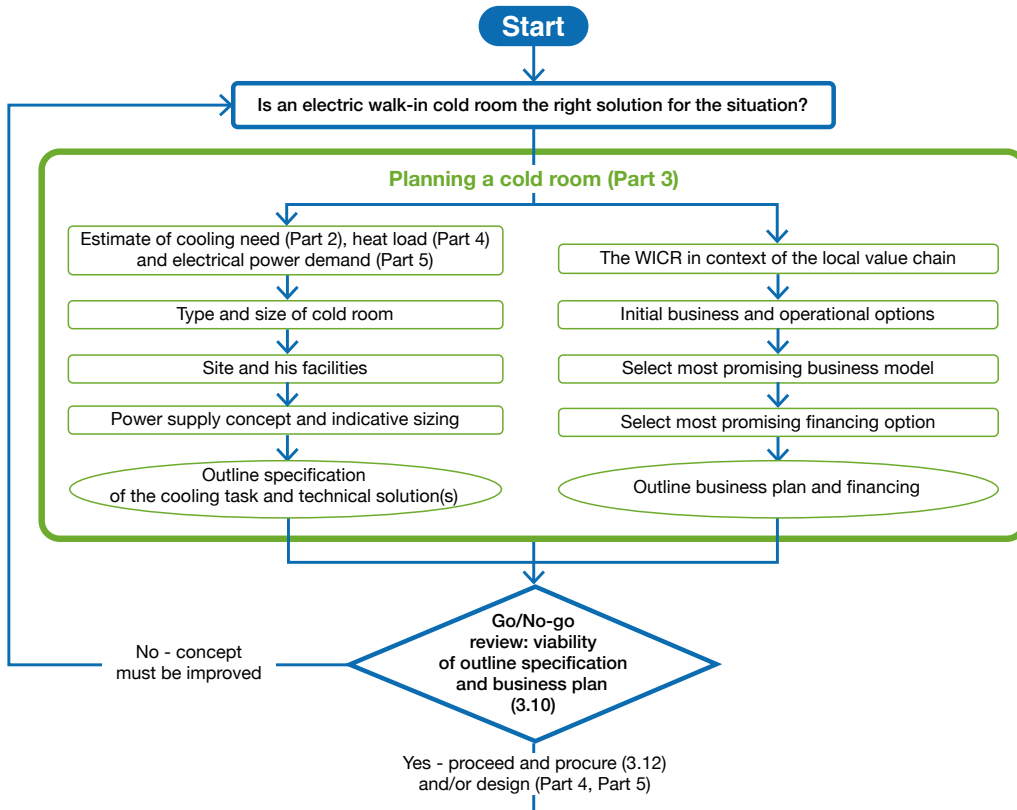 Start
Is an electric walk-in cold room the right solution for the situation?
Planning a cold room (Part 3)
Estimate of cooling need (Part 2), heat load (Part 4)
and electrical power demand (Part 5)
Type and size of cold room
Site and his facilities
Power supply concept and indicative sizing
Outline specification
of the cooling task and technical solution(s)
The WICR in context of the local value chain
Initial business and operational options
Select most promising business model
Select most promising financing option
Outline business plan and financing
Go/No-go
review: viability
of outline specification
and business plan
(3.10)
No - concept
must be improved
Yes - proceed and procure (3.12)
and/or design (Part 4, Part 5)